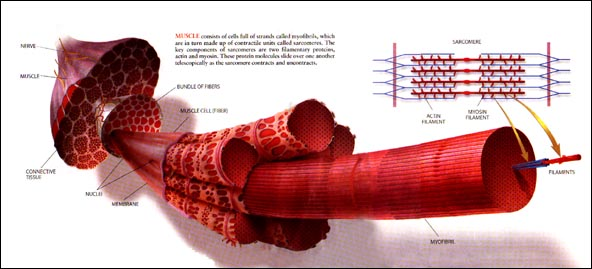 MUSCLE consists of cells full of strands called myofibrils, which
are in turn made up of contractile units called sarcomeres. The
key components of sarcomeres are two filamentary proteins,
actin and myosin. These protein molecules slide over one another
telescopically as the sarcomere contracts and uncontracts.
SARCOMERE
NERVE
MUSCLE
BUNDLE OF FIBERS
MUSCLE CELL (FIBER)
ACTIN
FILAMENT
MYOSIN
FILAMENT
CONNECTIVE
TISSUE
NUCLEI
MEMBRANE
FILAMENTS
MYOFIBRIL